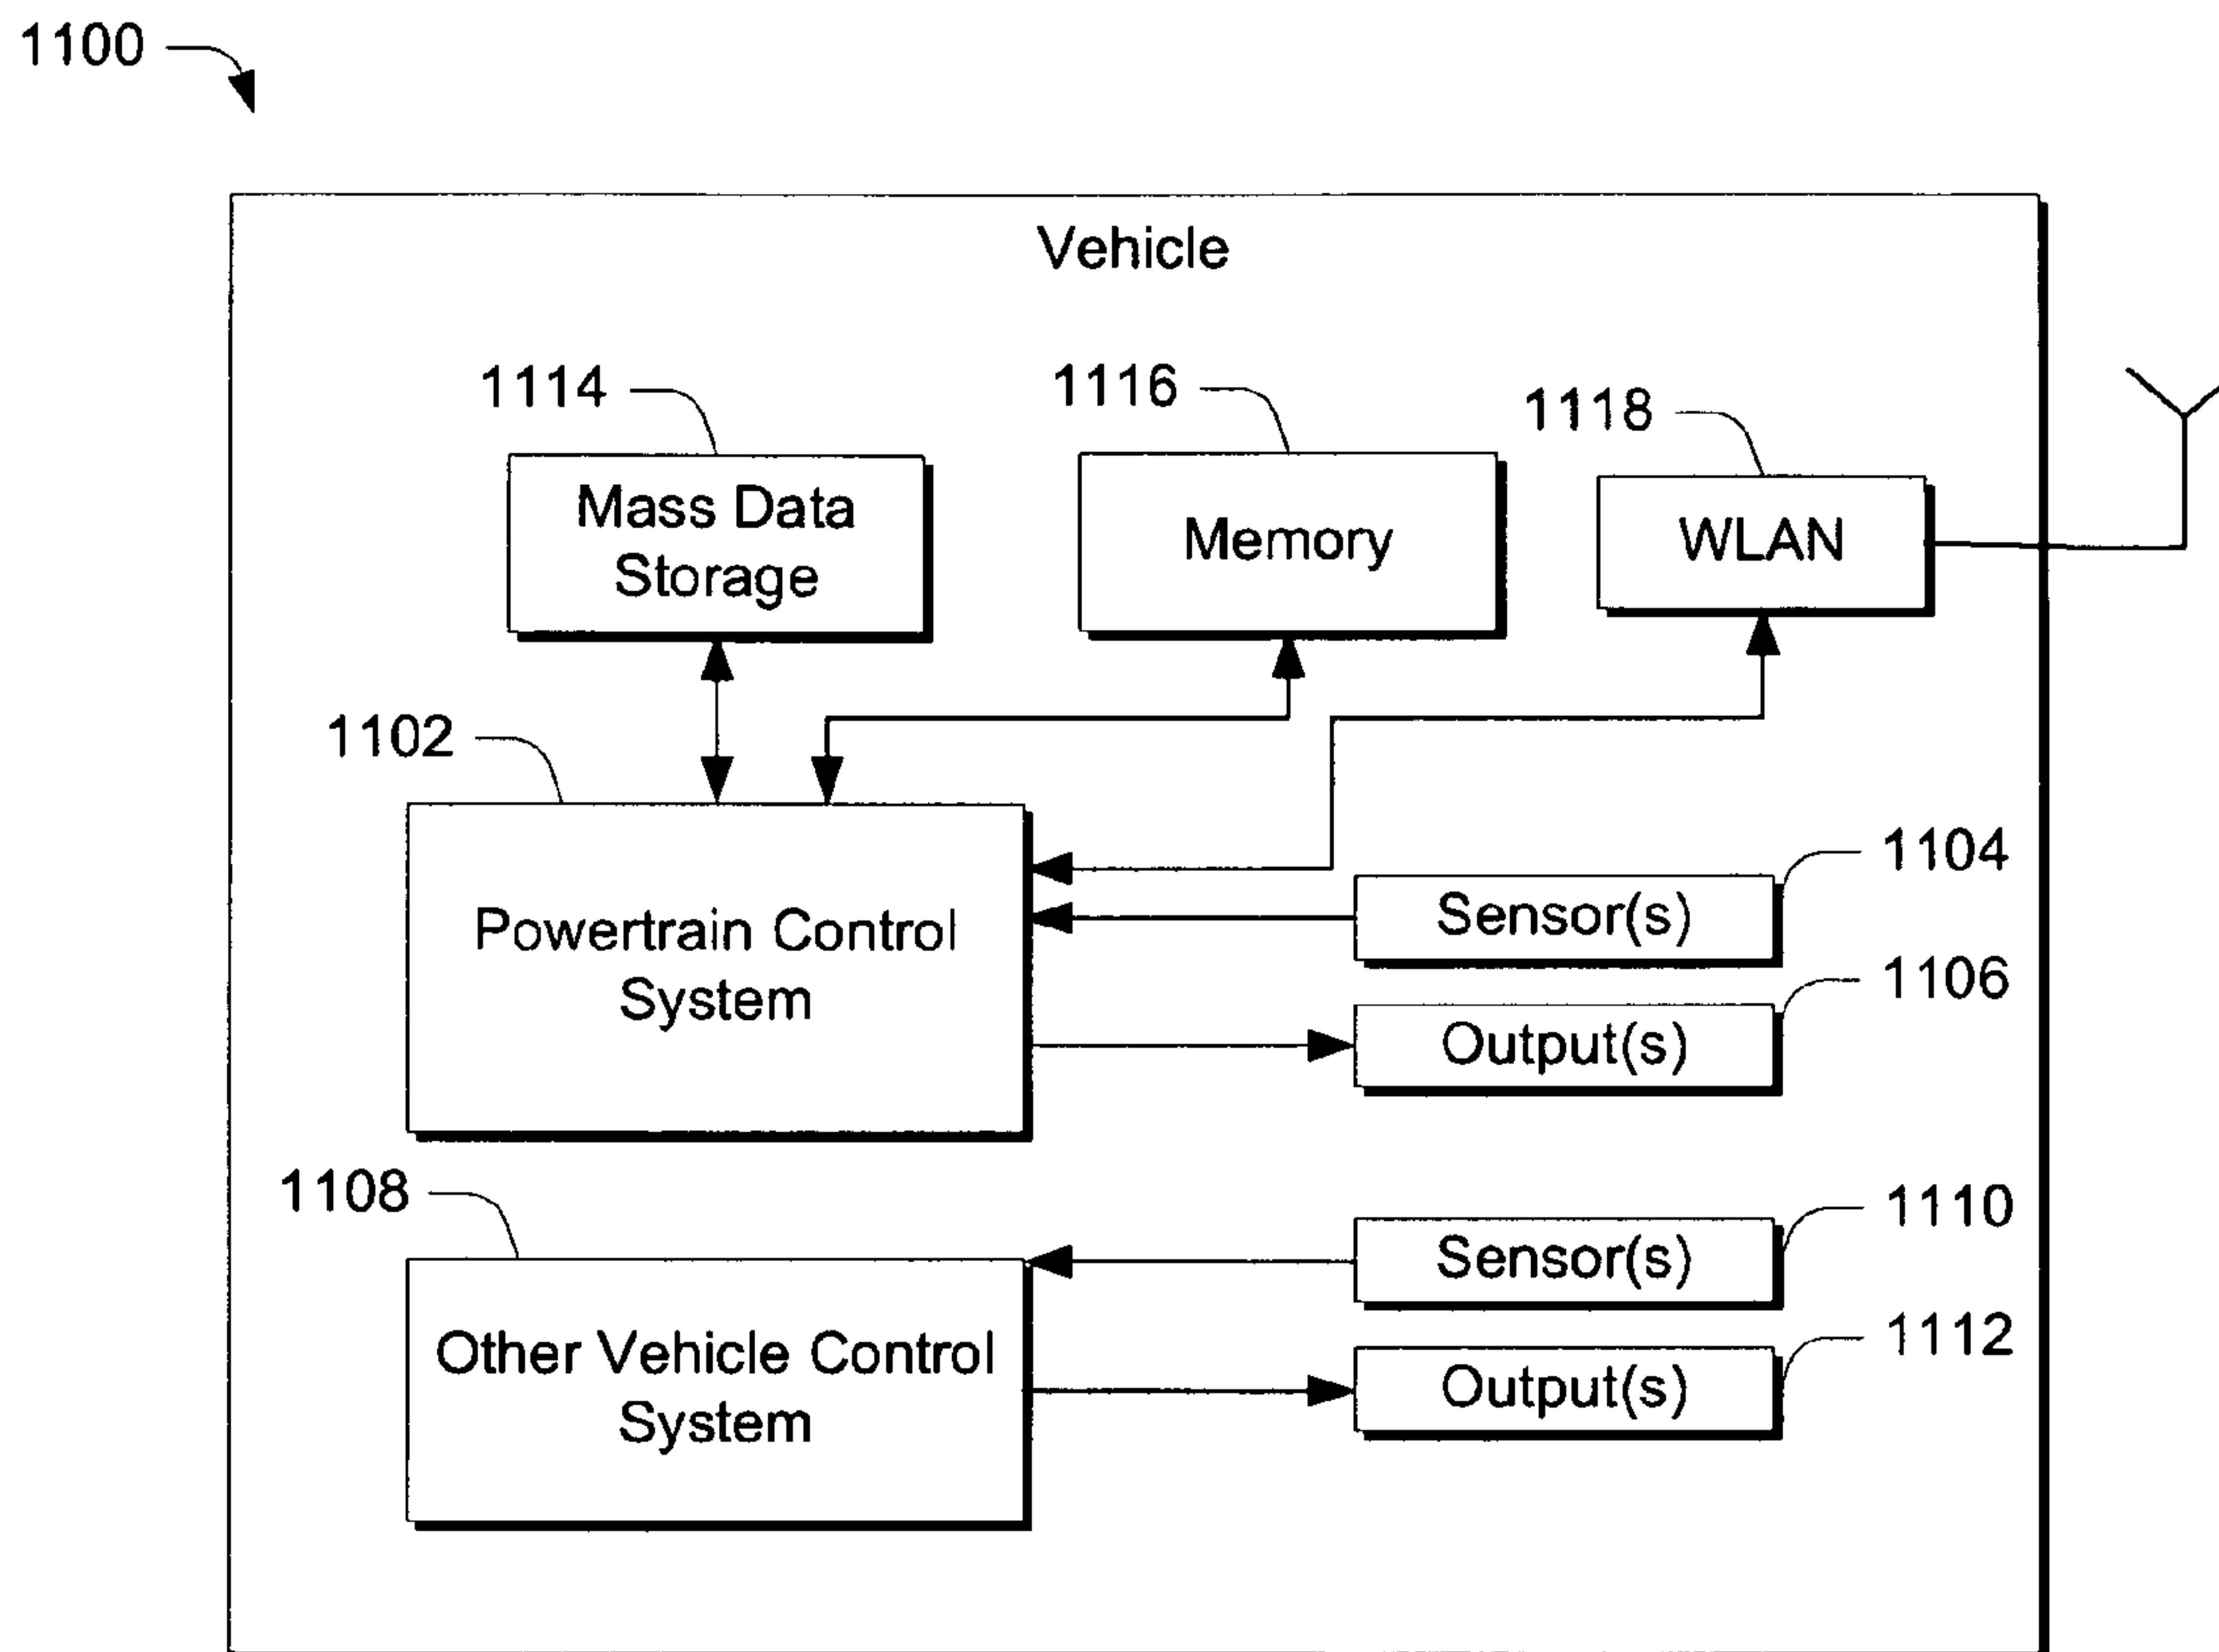 1100
Vehicle
1114
1116
1118
Mass Data
Storage
Memory
WLAN
1102
1104
Powertrain Control
System
Sensor(s)
1106
Output(s)
1108
1110
Other Vehicle Control
System
Sensor(s)
1112
Output(s)